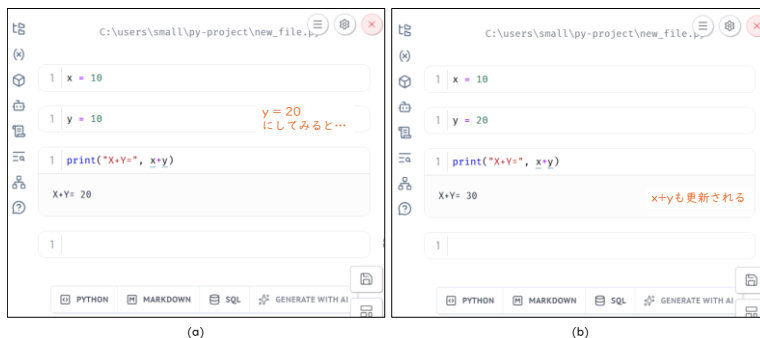 C:\users\small\py-project\new_file.py
1 x = 10
1 y = 10
y = 20
にしてみると…
1 print("X+Y=", x+y)
X+Y= 20
1
PYTHON MARKDOWN SQL GENERATE WITH AI
(a)
C:\users\small\py-project\new_file.py
1 x = 10
1 y = 20
1 print("X+Y=", x+y)
X+Y= 30
x+yも更新される
1
PYTHON MARKDOWN SQL GENERATE WITH AI
(b)